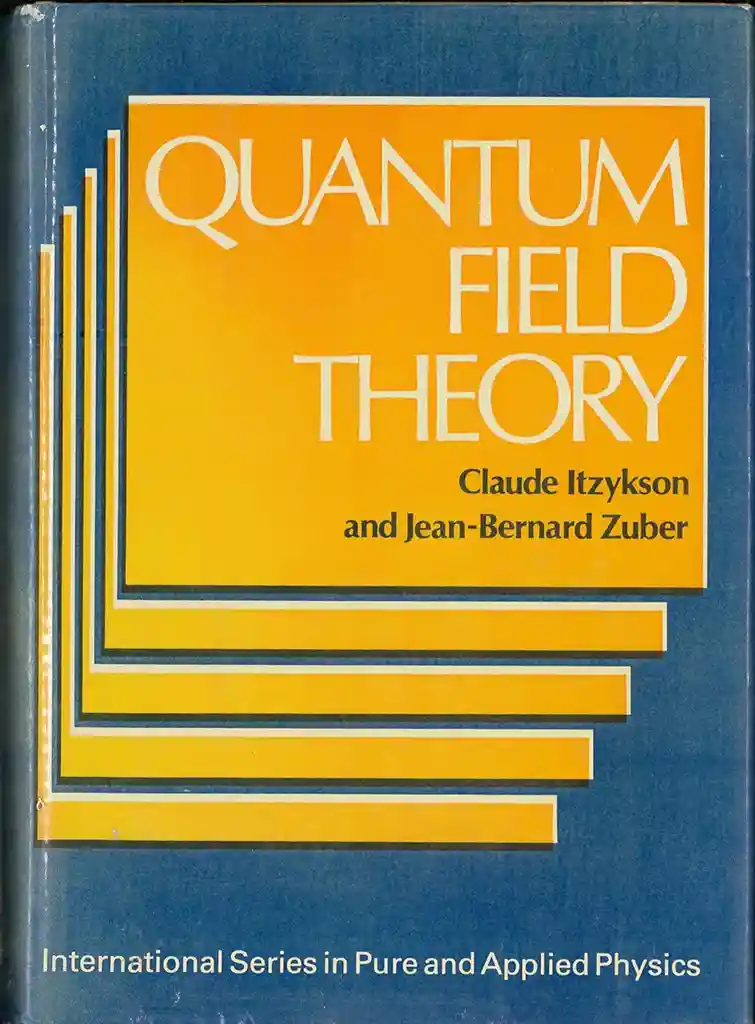 QUANTUM
FIELD
THEORY
Claude Itzykson
and Jean-Bernard Zuber
International Series in Pure and Applied Physics